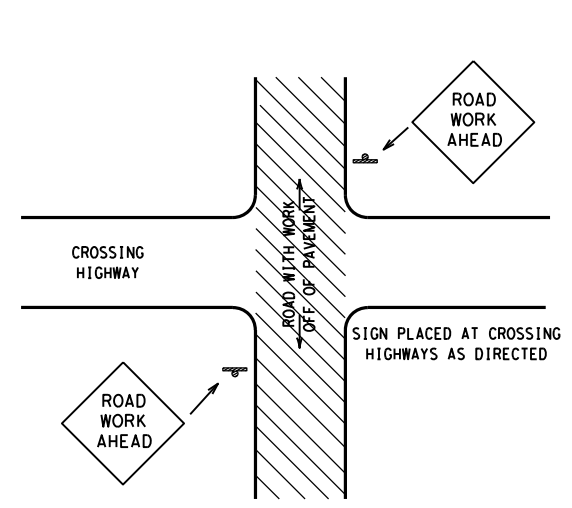 ROAD
WORK
AHEAD
CROSSING
HIGHWAY
ROAD WITH WORK
OFF OF PAVEMENT
SIGN PLACED AT CROSSING
HIGHWAYS AS DIRECTED
ROAD
WORK
AHEAD